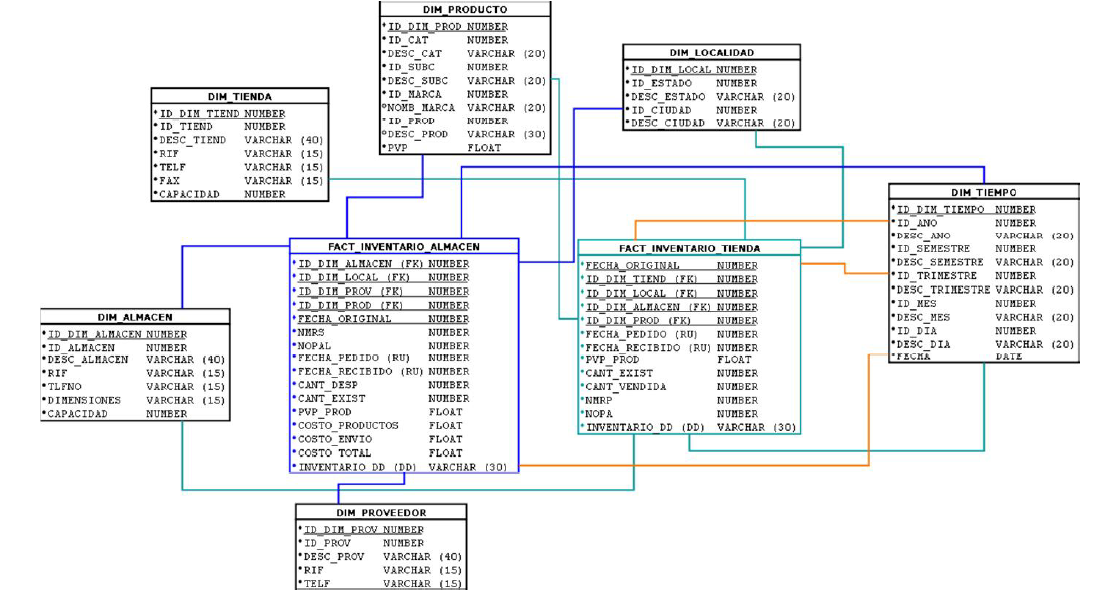 DIM_PRODUCTO
*ID_DIM_PROD NUMBER
*ID_CAT NUMBER
*DESC_CAT VARCHAR (20)
*ID_SUBC NUMBER
*DESC_SUBC VARCHAR (20)
*ID_MARCA NUMBER
°NOMB_MARCA VARCHAR (20)
*ID_PROD NUMBER
°DESC_PROD VARCHAR (30)
*PVP FLOAT
DIM_LOCALIDAD
*ID_DIM_LOCAL NUMBER
*ID_ESTADO NUMBER
*DESC_ESTADO VARCHAR (20)
*ID_CIUDAD NUMBER
*DESC_CIUDAD VARCHAR (20)
DIM_TIENDA
*ID_DIM_TIEND NUMBER
*ID_TIEND NUMBER
*DESC_TIEND VARCHAR (40)
*RIF VARCHAR (15)
*TELF VARCHAR (15)
*FAX VARCHAR (15)
*CAPACIDAD NUMBER
DIM_TIEMPO
*ID_DIM_TIEMPO NUMBER
*ID_ANO NUMBER
*DESC_ANO VARCHAR (20)
*ID_SEMESTRE NUMBER
*DESC_SEMESTRE VARCHAR (20)
*ID_TRIMESTRE NUMBER
*DESC_TRIMESTRE VARCHAR (20)
*ID_MES NUMBER
*DESC_MES VARCHAR (20)
*ID_DIA NUMBER
*DESC_DIA VARCHAR (20)
*FECHA DATE
FACT_INVENTARIO_ALMACEN
*ID_DIM_ALMACEN (FK) NUMBER
*ID_DIM_LOCAL (FK) NUMBER
*ID_DIM_PROV (FK) NUMBER
*ID_DIM_PROD (FK) NUMBER
*FECHA_ORIGINAL NUMBER
*NMRS NUMBER
*NOPAL NUMBER
*FECHA_PEDIDO (RU) NUMBER
*FECHA_RECIBIDO (RU) NUMBER
*CANT_DESP NUMBER
*CANT_EXIST NUMBER
*PVP_PROD FLOAT
*COSTO_PRODUCTOS FLOAT
*COSTO_ENVIO FLOAT
*COSTO_TOTAL FLOAT
*INVENTARIO_DD (DD) VARCHAR (30)
FACT_INVENTARIO_TIENDA
*FECHA_ORIGINAL NUMBER
*ID_DIM_TIEND (FK) NUMBER
*ID_DIM_LOCAL (FK) NUMBER
*ID_DIM_ALMACEN (FK) NUMBER
*ID_DIM_PROD (FK) NUMBER
*FECHA_PEDIDO (RU) NUMBER
*FECHA_RECIBIDO (RU) NUMBER
*PVP_PROD FLOAT
*CANT_EXIST NUMBER
*CANT_VENDIDA NUMBER
*NMRP NUMBER
*NOPA NUMBER
*INVENTARIO_DD (DD) VARCHAR (30)
DIM_ALMACEN
*ID_DIM_ALMACEN NUMBER
*ID_ALMACEN NUMBER
*DESC_ALMACEN VARCHAR (40)
*RIF VARCHAR (15)
*TLFNO VARCHAR (15)
*DIMENSIONES VARCHAR (15)
*CAPACIDAD NUMBER
DIM_PROVEEDOR
*ID_DIM_PROV NUMBER
*ID_PROV NUMBER
*DESC_PROV VARCHAR (40)
*RIF VARCHAR (15)
*TELF VARCHAR (15)